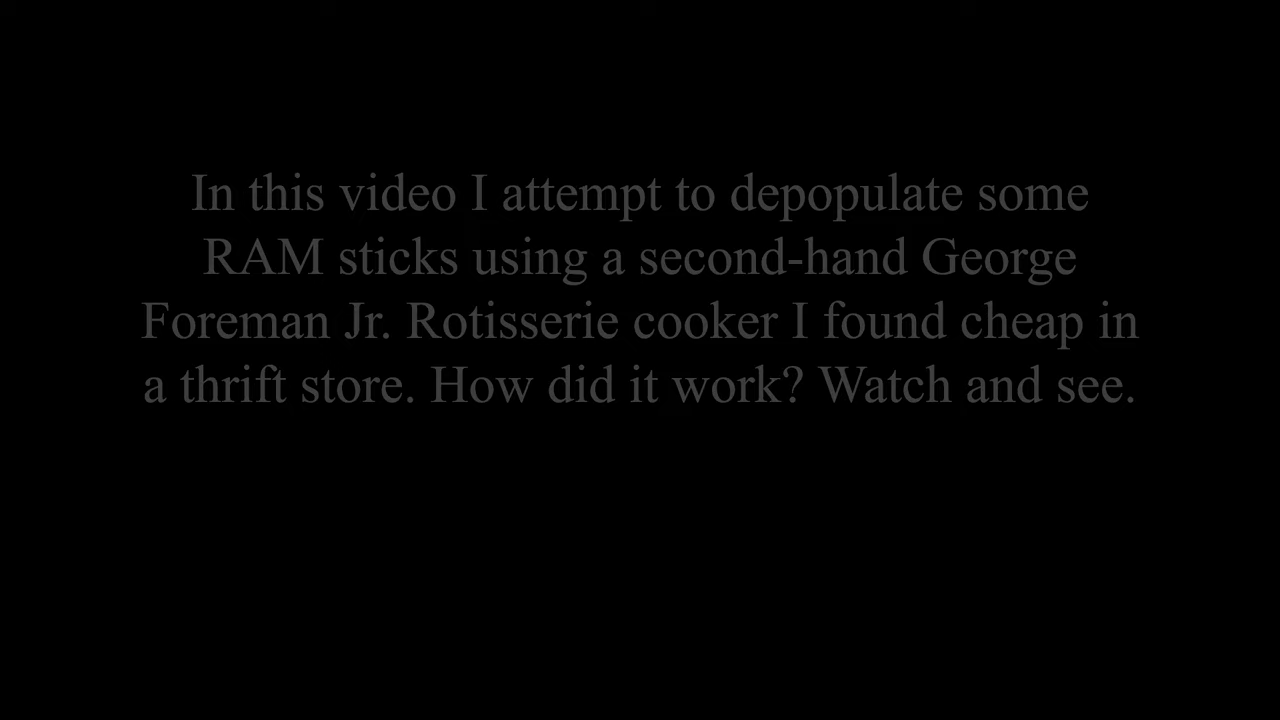 In this video I attempt to depopulate some
RAM sticks using a second-hand George
Foreman Jr. Rotisserie cooker I found cheap in
a thrift store. How did it work? Watch and see.